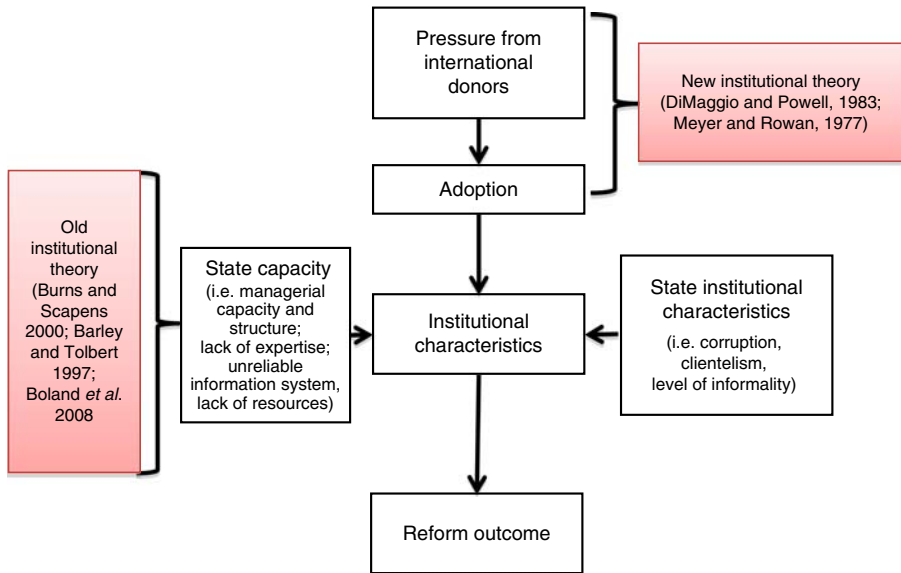 Pressure from
international
donors
New institutional theory
(DiMaggio and Powell, 1983;
Meyer and Rowan, 1977)
Adoption
Old
institutional
theory
(Burns and
Scapens
2000; Barley
and Tolbert
1997;
Boland et al.
2008
State capacity
(i.e. managerial
capacity and
structure;
lack of expertise;
unreliable
information system,
lack of resources)
Institutional
characteristics
State institutional
characteristics
(i.e. corruption,
clientelism,
level of informality)
Reform outcome